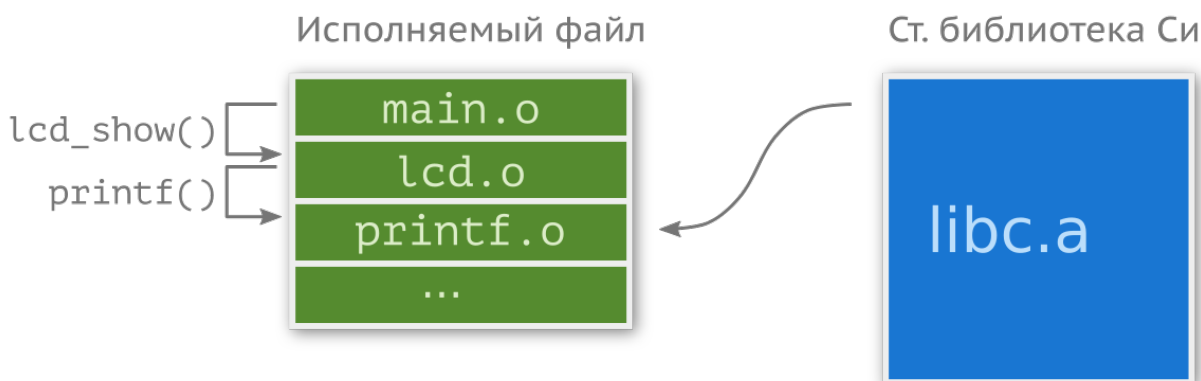 Исполняемый файл
Ст. библиотека Си
lcd_show()
printf()
main.o
lcd.o
printf.o
...
libc.a